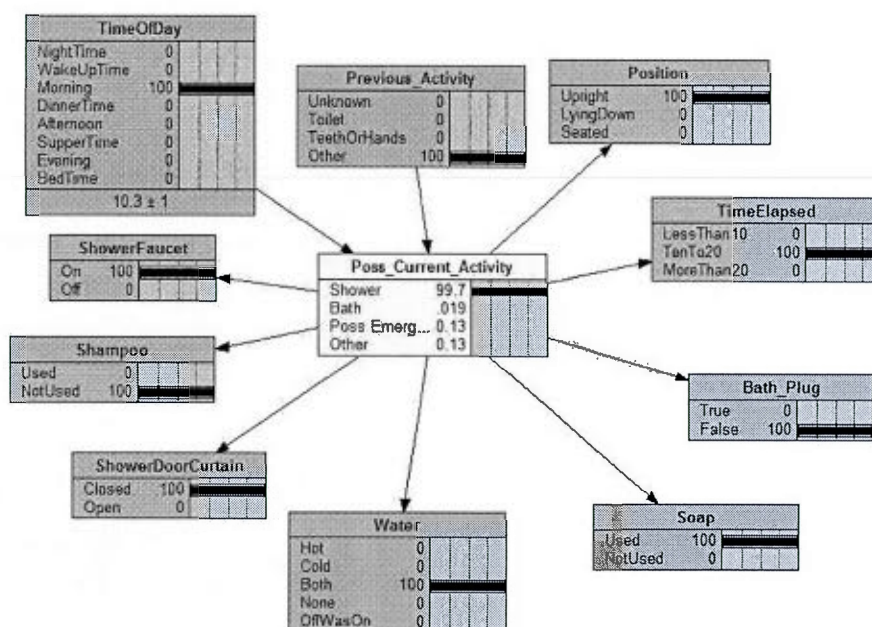 TimeOfDay
NightTime 0
WakeUpTime 0
Morning 100
DinnerTime 0
Afternoon 0
SupperTime 0
Evening 0
BedTime 0
10.3 ± 1
Previous_Activity
Unknown 0
Toilet 0
TeethOrHands 0
Other 100
Position
Upright 100
LyingDown 0
Seated 0
TimeElapsed
LessThan10 0
TenTo20 100
MoreThan20 0
ShowerFaucet
On 100
Off 0
Poss_Current_Activity
Shower 99.7
Bath .019
Poss Emerg... 0.13
Other 0.13
Shampoo
Used 0
NotUsed 100
Bath_Plug
True 0
False 100
ShowerDoorCurtain
Closed 100
Open 0
Water
Hot 0
Cold 0
Both 100
None 0
OffWasOn 0
Soap
Used 100
NotUsed 0